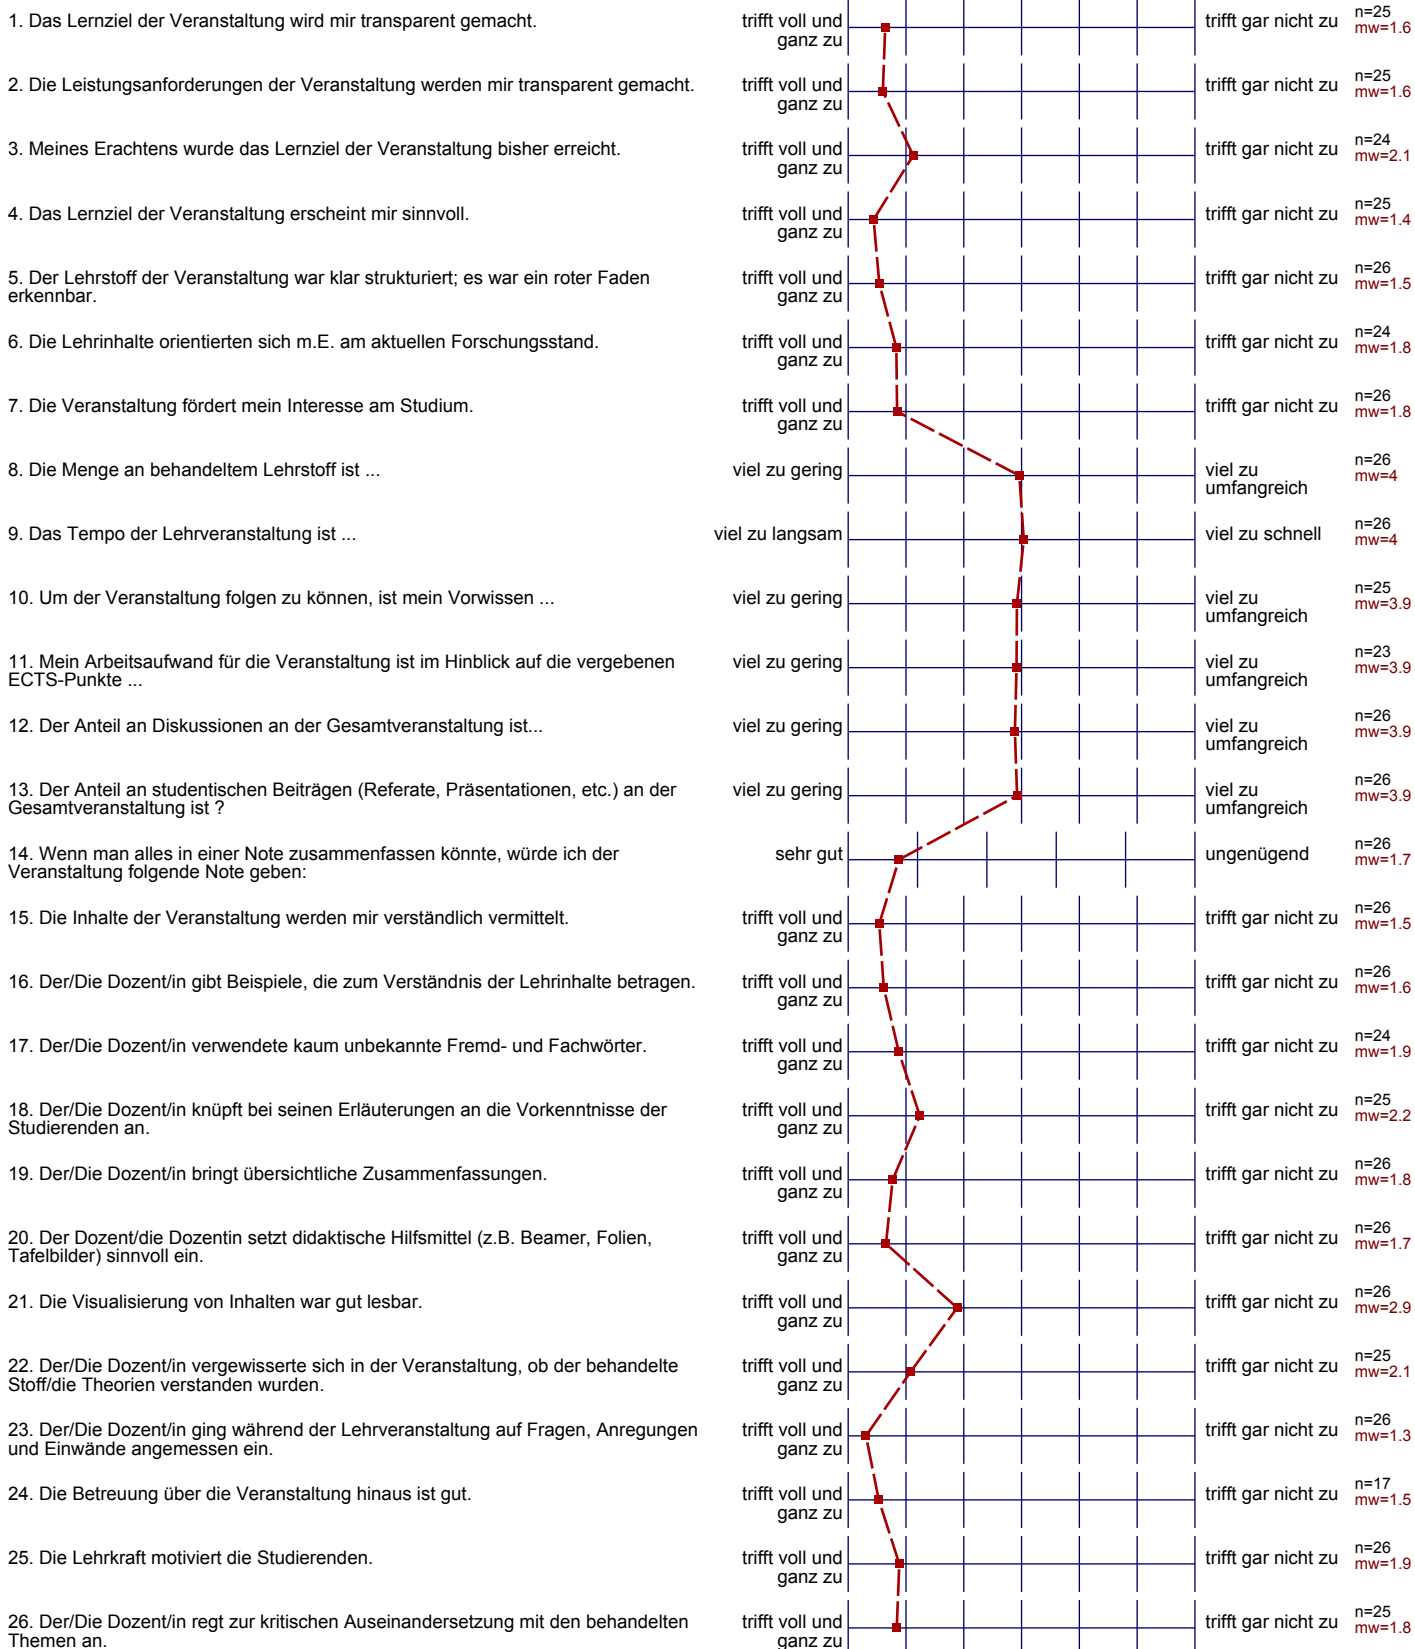 1. Das Lernziel der Veranstaltung wird mir transparent gemacht.
trifft voll und
ganz zu
trifft gar nicht zu
n=25
mw=1.6
2. Die Leistungsanforderungen der Veranstaltung werden mir transparent gemacht.
trifft voll und
ganz zu
trifft gar nicht zu
n=25
mw=1.6
3. Meines Erachtens wurde das Lernziel der Veranstaltung bisher erreicht.
trifft voll und
ganz zu
trifft gar nicht zu
n=24
mw=2.1
4. Das Lernziel der Veranstaltung erscheint mir sinnvoll.
trifft voll und
ganz zu
trifft gar nicht zu
n=25
mw=1.4
5. Der Lehrstoff der Veranstaltung war klar strukturiert; es war ein roter Faden
erkennbar.
trifft voll und
ganz zu
trifft gar nicht zu
n=26
mw=1.5
6. Die Lehrinhalte orientierten sich m.E. am aktuellen Forschungsstand.
trifft voll und
ganz zu
trifft gar nicht zu
n=24
mw=1.8
7. Die Veranstaltung fördert mein Interesse am Studium.
trifft voll und
ganz zu
trifft gar nicht zu
n=26
mw=1.8
8. Die Menge an behandeltem Lehrstoff ist ...
viel zu gering
viel zu
umfangreich
n=26
mw=4
9. Das Tempo der Lehrveranstaltung ist ...
viel zu langsam
viel zu schnell
n=26
mw=4
10. Um der Veranstaltung folgen zu können, ist mein Vorwissen ...
viel zu gering
viel zu
umfangreich
n=25
mw=3.9
11. Mein Arbeitsaufwand für die Veranstaltung ist im Hinblick auf die vergebenen
ECTS-Punkte ...
viel zu gering
viel zu
umfangreich
n=23
mw=3.9
12. Der Anteil an Diskussionen an der Gesamtveranstaltung ist...
viel zu gering
viel zu
umfangreich
n=26
mw=3.9
13. Der Anteil an studentischen Beiträgen (Referate, Präsentationen, etc.) an der
Gesamtveranstaltung ist ?
viel zu gering
viel zu
umfangreich
n=26
mw=3.9
14. Wenn man alles in einer Note zusammenfassen könnte, würde ich der
Veranstaltung folgende Note geben:
sehr gut
ungenügend
n=26
mw=1.7
15. Die Inhalte der Veranstaltung werden mir verständlich vermittelt.
trifft voll und
ganz zu
trifft gar nicht zu
n=26
mw=1.5
16. Der/Die Dozent/in gibt Beispiele, die zum Verständnis der Lehrinhalte betragen.
trifft voll und
ganz zu
trifft gar nicht zu
n=26
mw=1.6
17. Der/Die Dozent/in verwendete kaum unbekannte Fremd- und Fachwörter.
trifft voll und
ganz zu
trifft gar nicht zu
n=24
mw=1.9
18. Der/Die Dozent/in knüpft bei seinen Erläuterungen an die Vorkenntnisse der
Studierenden an.
trifft voll und
ganz zu
trifft gar nicht zu
n=25
mw=2.2
19. Der/Die Dozent/in bringt übersichtliche Zusammenfassungen.
trifft voll und
ganz zu
trifft gar nicht zu
n=26
mw=1.8
20. Der Dozent/die Dozentin setzt didaktische Hilfsmittel (z.B. Beamer, Folien,
Tafelbilder) sinnvoll ein.
trifft voll und
ganz zu
trifft gar nicht zu
n=26
mw=1.7
21. Die Visualisierung von Inhalten war gut lesbar.
trifft voll und
ganz zu
trifft gar nicht zu
n=26
mw=2.9
22. Der/Die Dozent/in vergewisserte sich in der Veranstaltung, ob der behandelte
Stoff/die Theorien verstanden wurden.
trifft voll und
ganz zu
trifft gar nicht zu
n=25
mw=2.1
23. Der/Die Dozent/in ging während der Lehrveranstaltung auf Fragen, Anregungen
und Einwände angemessen ein.
trifft voll und
ganz zu
trifft gar nicht zu
n=26
mw=1.3
24. Die Betreuung über die Veranstaltung hinaus ist gut.
trifft voll und
ganz zu
trifft gar nicht zu
n=17
mw=1.5
25. Die Lehrkraft motiviert die Studierenden.
trifft voll und
ganz zu
trifft gar nicht zu
n=26
mw=1.9
26. Der/Die Dozent/in regt zur kritischen Auseinandersetzung mit den behandelten
Themen an.
trifft voll und
ganz zu
trifft gar nicht zu
n=25
mw=1.8